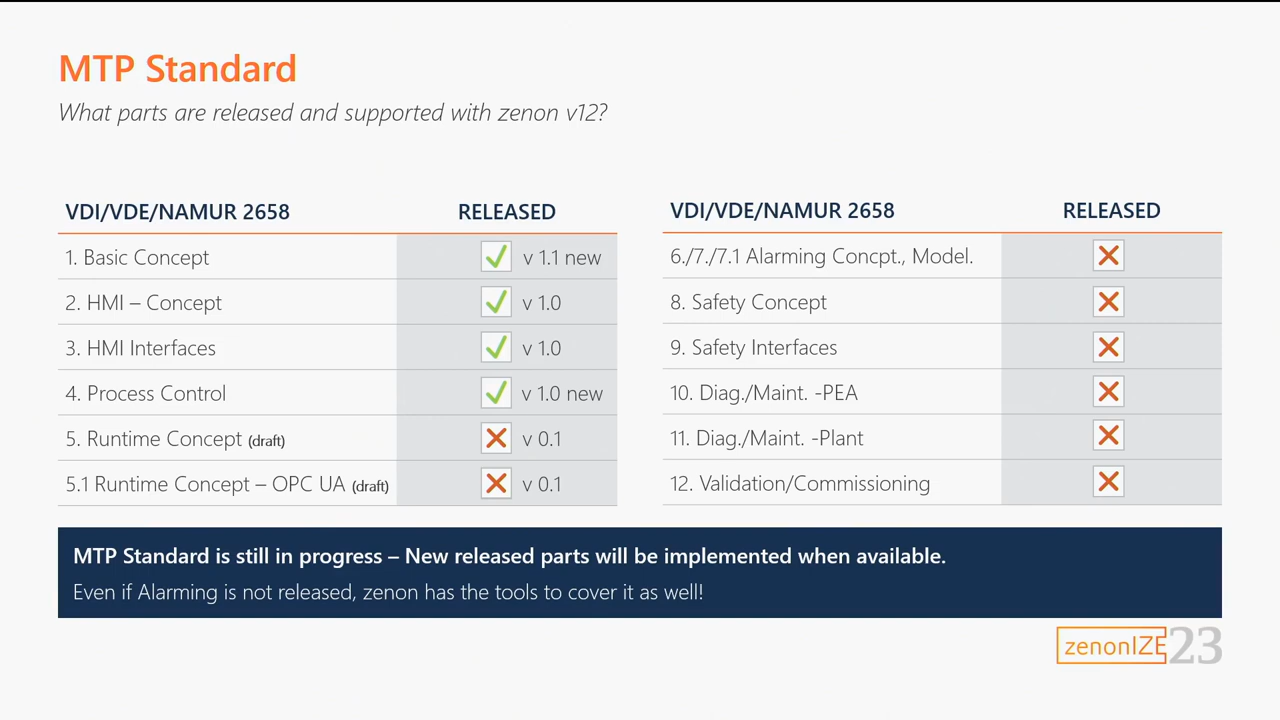 MTP Standard
What parts are released and supported with zenon v12?
VDI/VDE/NAMUR 2658 RELEASED
1. Basic Concept v 1.1 new
2. HMI – Concept v 1.0
3. HMI Interfaces v 1.0
4. Process Control v 1.0 new
5. Runtime Concept (draft) v 0.1
5.1 Runtime Concept – OPC UA (draft) v 0.1
VDI/VDE/NAMUR 2658 RELEASED
6./7./7.1 Alarming Concpt., Model.
8. Safety Concept
9. Safety Interfaces
10. Diag./Maint. -PEA
11. Diag./Maint. -Plant
12. Validation/Commissioning
MTP Standard is still in progress – New released parts will be implemented when available.
Even if Alarming is not released, zenon has the tools to cover it as well!
zenonIZE23